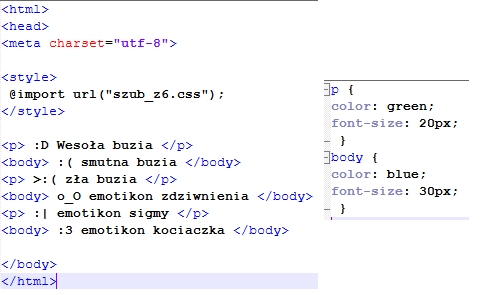 <html>
<head>
<meta charset="utf-8">
<style>
@import url("szub_z6.css");
</style>
<p> :D Wesoła buzia </p>
<body> :( smutna buzia </body>
<p> >:( zła buzia </p>
<body> o_O emotikon zdziwnienia </body>
<p> :| emotikon sigmy </p>
<body> :3 emotikon kociaczka </body>
</body>
</html>
p {
color: green;
font-size: 20px;
}
body {
color: blue;
font-size: 30px;
}